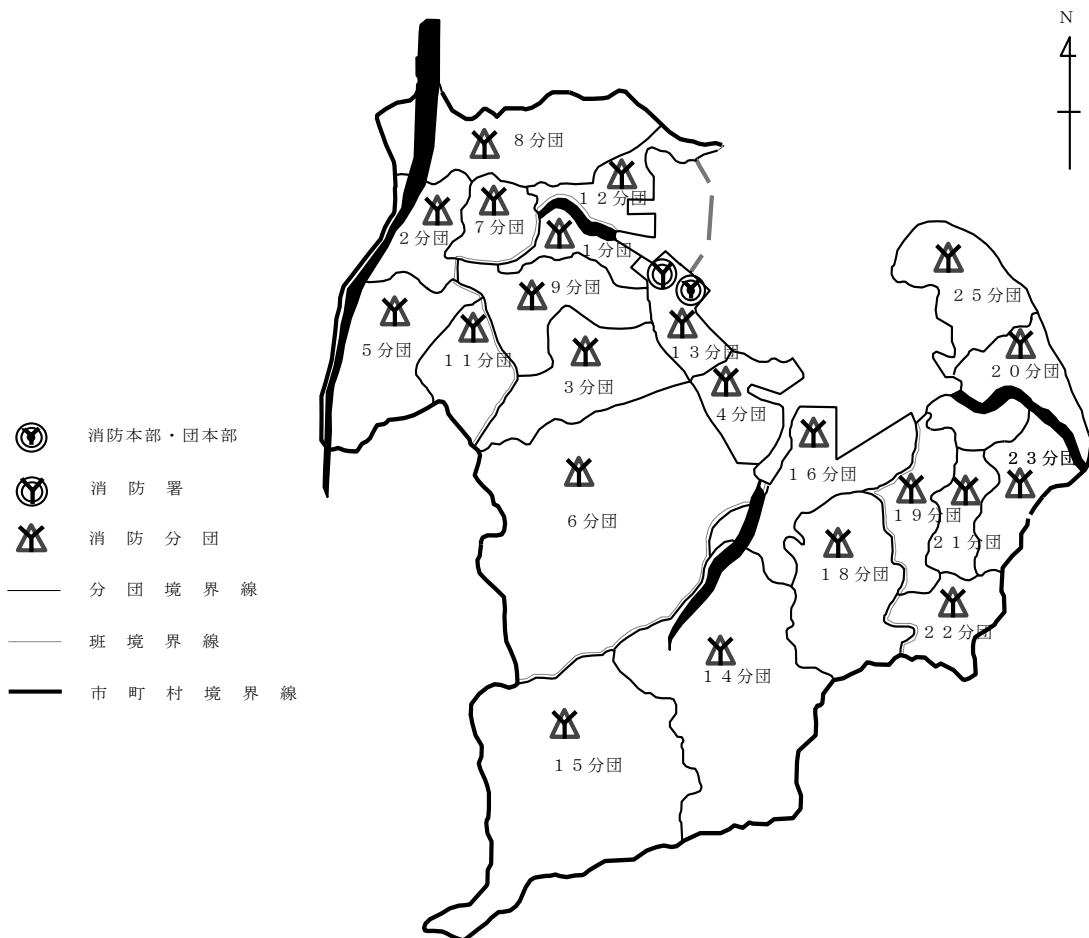 N
８分団
１２分団
７分団
２分団
１分団
９分団
２５分団
５分団
１１分団
１３分団
２０分団
３分団
４分団
消防本部・団本部
１６分団
２３分団
消防署
６分団
１９分団
消防分団
２１分団
１８分団
分団境界線
２２分団
班境界線
１４分団
市町村境界線
１５分団